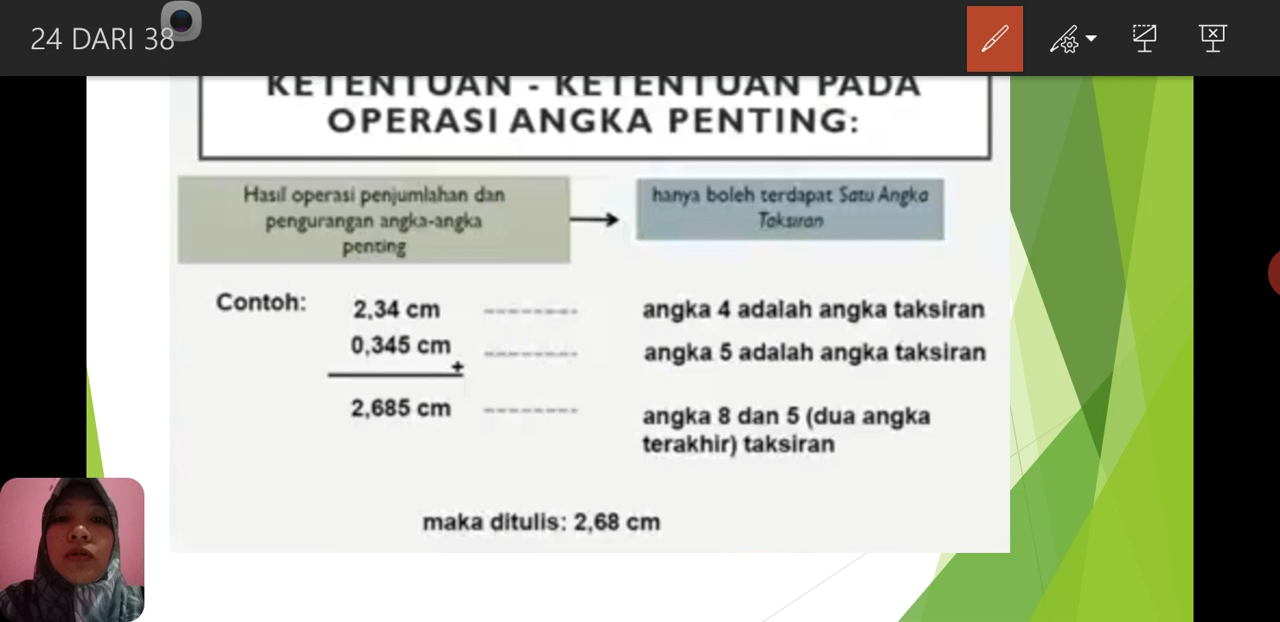 24 DARI 38
KETENTUAN - KETENTUAN PADA
OPERASI ANGKA PENTING:
Hasil operasi penjumlahan dan
pengurangan angka-angka
penting
hanya boleh terdapat Satu Angka
Taksiran
Contoh:
2,34 cm -------- angka 4 adalah angka taksiran
0,345 cm -------- angka 5 adalah angka taksiran
+
2,685 cm -------- angka 8 dan 5 (dua angka
terakhir) taksiran
maka ditulis: 2,68 cm